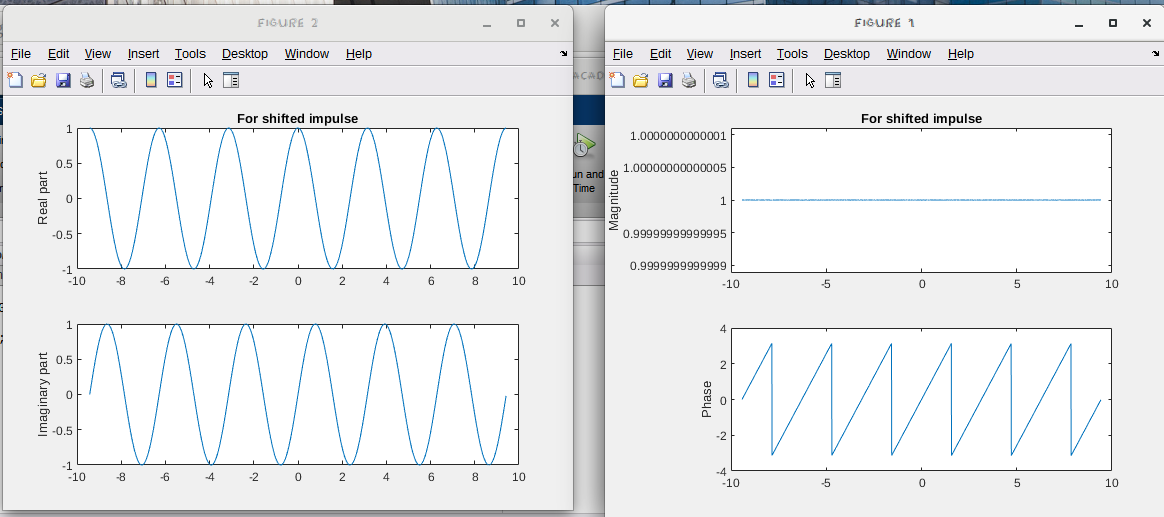 FIGURE 2
File Edit View Insert Tools Desktop Window Help
For shifted impulse
Real part
1
0.5
0
-0.5
-1
-10 -8 -6 -4 -2 0 2 4 6 8 10
Imaginary part
1
0.5
0
-0.5
-1
-10 -8 -6 -4 -2 0 2 4 6 8 10
un and
Time
FIGURE 1
File Edit View Insert Tools Desktop Window Help
For shifted impulse
Magnitude
1.0000000000001
1.00000000000005
1
0.99999999999995
0.9999999999999
-10 -5 0 5 10
Phase
4
2
0
-2
-4
-10 -5 0 5 10